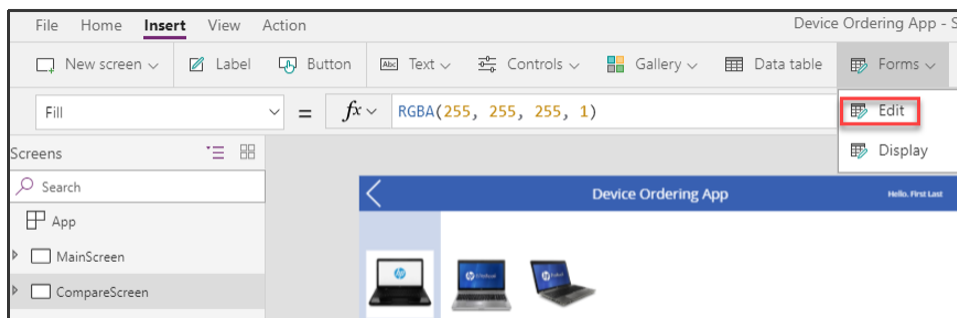 File Home Insert View Action Device Ordering App - S
New screen Label Button Abc Text Controls Gallery Data table Forms
Fill = fx RGBA(255, 255, 255, 1)
Edit
Display
Screens
Search
App
MainScreen
CompareScreen
Device Ordering App Hello, First Last
hp